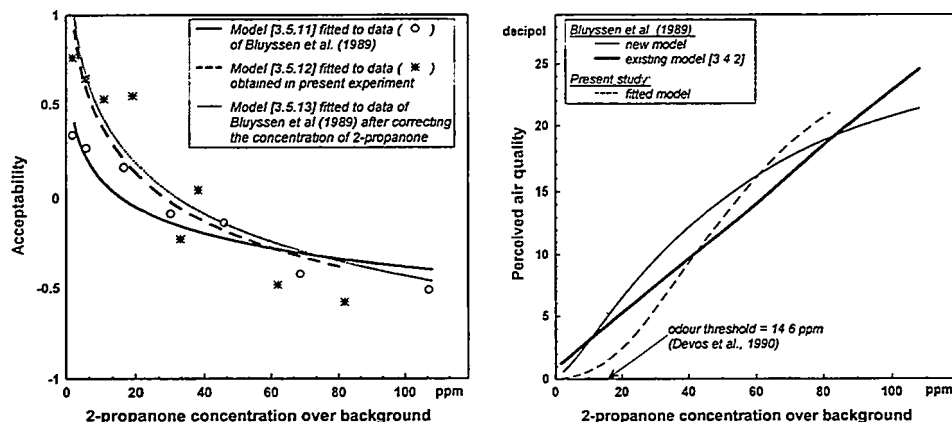 Model [3.5.11] fitted to data ( o )
of Bluyssen et al. (1989)
Model [3.5.12] fitted to data ( * )
obtained in present experiment
Model [3.5.13] fitted to data of
Bluyssen et al (1989) after correcting
the concentration of 2-propanone
1
0.5
0
-0.5
-1
Acceptability
0 20 40 60 80 100 ppm
2-propanone concentration over background
decipol
Bluyssen et al (1989)
new model
existing model [3 4 2]
Present study
fitted model
25
20
15
10
5
0
Perceived air quality
odour threshold = 14 6 ppm
(Devos et al., 1990)
0 20 40 60 80 100 ppm
2-propanone concentration over background